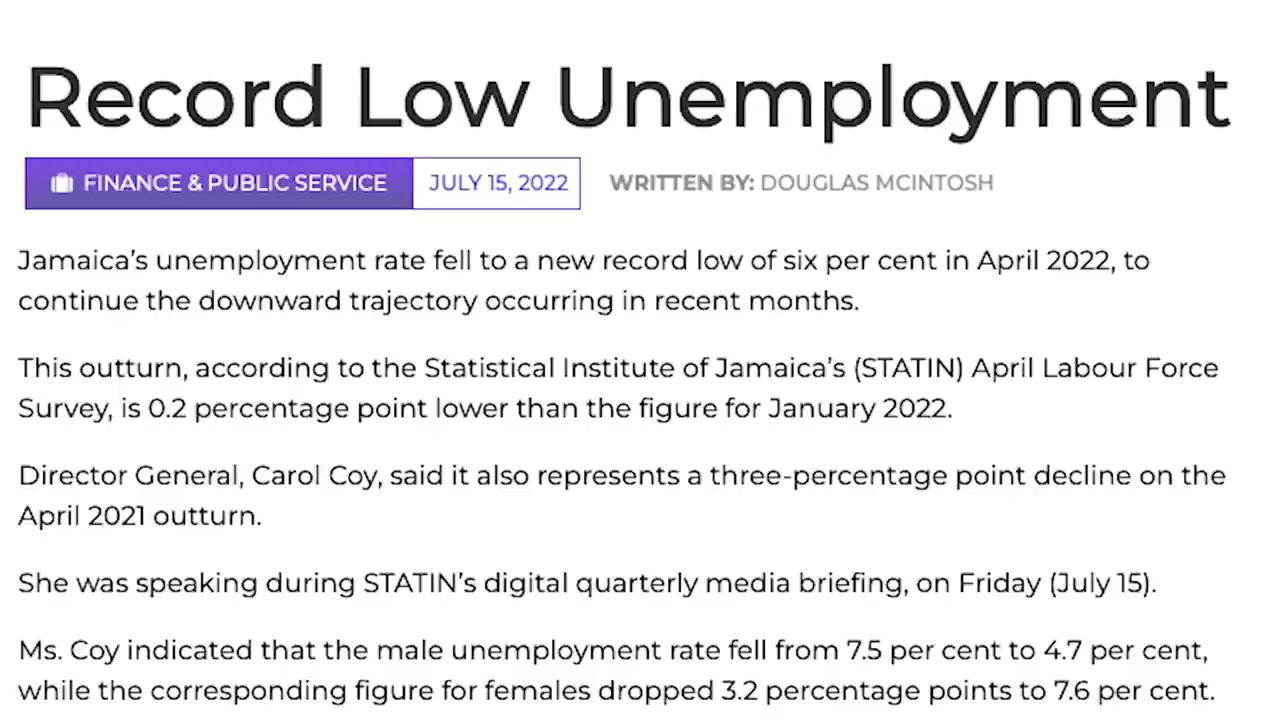 Record Low Unemployment
FINANCE & PUBLIC SERVICE JULY 15, 2022 WRITTEN BY: DOUGLAS MCINTOSH
Jamaica’s unemployment rate fell to a new record low of six per cent in April 2022, to
continue the downward trajectory occurring in recent months.
This outturn, according to the Statistical Institute of Jamaica’s (STATIN) April Labour Force
Survey, is 0.2 percentage point lower than the figure for January 2022.
Director General, Carol Coy, said it also represents a three-percentage point decline on the
April 2021 outturn.
She was speaking during STATIN’s digital quarterly media briefing, on Friday (July 15).
Ms. Coy indicated that the male unemployment rate fell from 7.5 per cent to 4.7 per cent,
while the corresponding figure for females dropped 3.2 percentage points to 7.6 per cent.